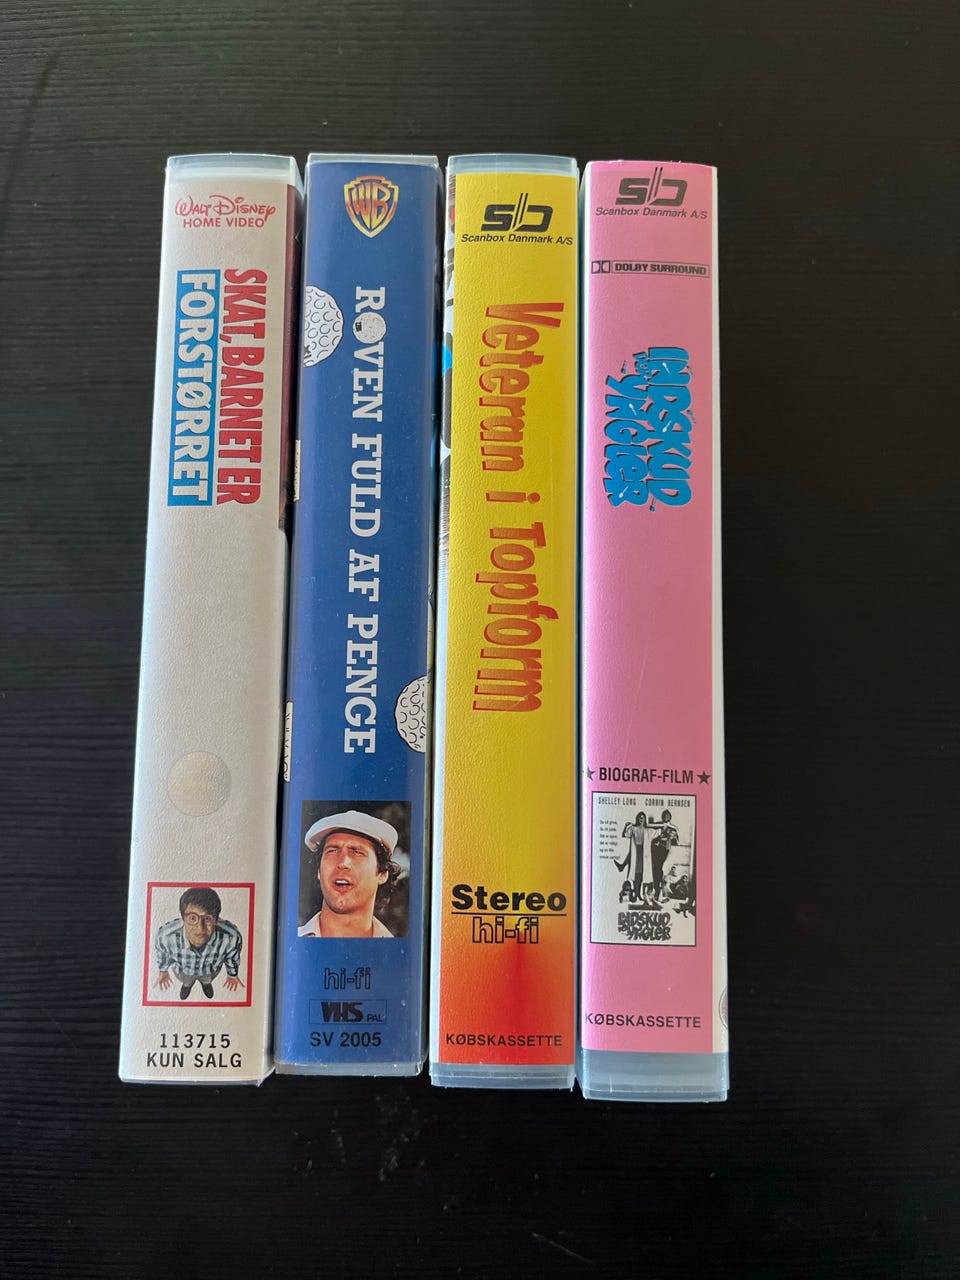 Walt Disney
HOME VIDEO
SKAT, BARNET ER
FORSTØRRET
113715
KUN SALG
WB
RØVEN FULD AF PENGE
hi-fi
VHS PAL
SV 2005
Scanbox Danmark A/S
Veteran i Topform
Stereo
hi-fi
KØBSKASSETTE
Scanbox Danmark A/S
DOLBY SURROUND
BIDSKUD
YNGLER
★ BIOGRAF-FILM ★
SHELLEY LONG CORBIN BERNSEN
KØBSKASSETTE